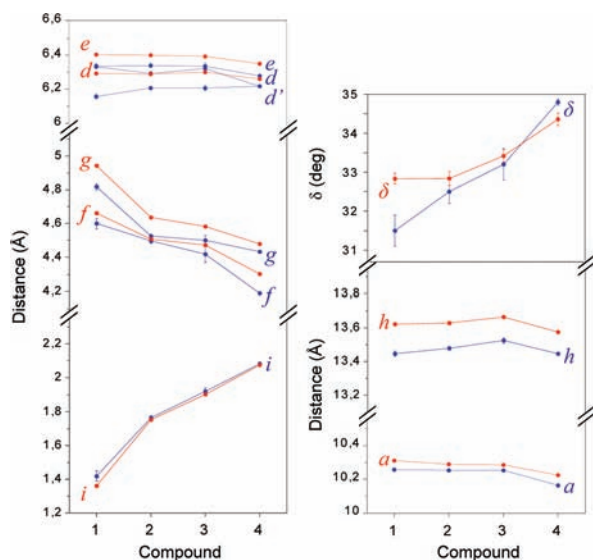 6,6
6,4
6,2
6
e
d
e
d
d'
5
4,8
4,6
4,4
4,2
g
f
g
f
2,2
2
1,8
1,6
1,4
1,2
i
i
Distance (Å)
1 2 3 4
Compound
35
34
33
32
31
δ (deg)
δ
δ
13,8
13,6
13,4
h
h
Distance (Å)
10,4
10,2
10
a
a
1 2 3 4
Compound